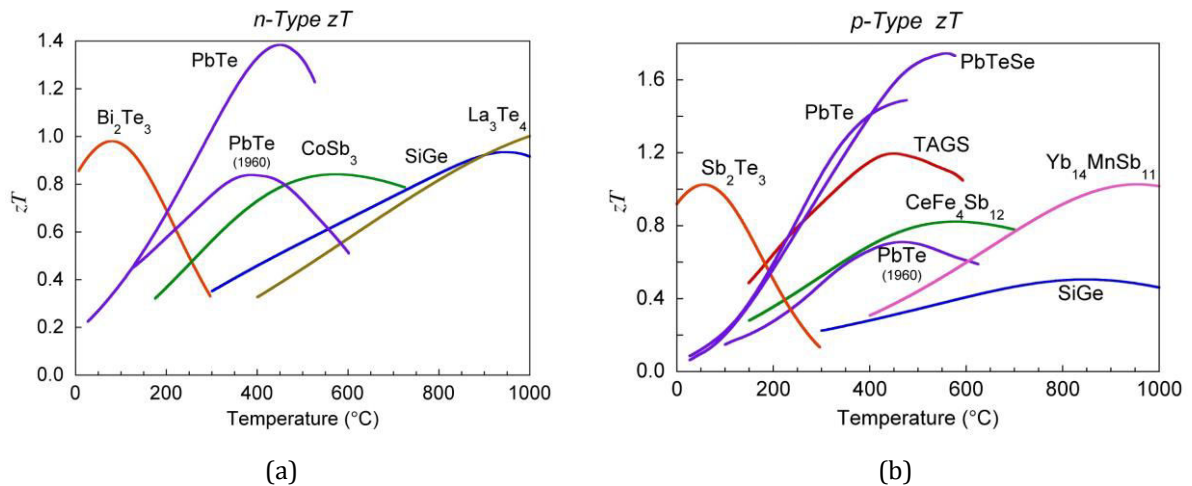 n-Type zT
1.4
1.2
1.0
0.8
0.6
0.4
0.2
0.0
zT
PbTe
Bi₂Te₃
PbTe
(1960)
CoSb₃
SiGe
La₃Te₄
0 200 400 600 800 1000
Temperature (°C)
(a)
p-Type zT
1.6
1.2
0.8
0.4
0.0
zT
PbTeSe
PbTe
TAGS
Sb₂Te₃
Yb₁₄MnSb₁₁
CeFe₄Sb₁₂
PbTe
(1960)
SiGe
0 200 400 600 800 1000
Temperature (°C)
(b)